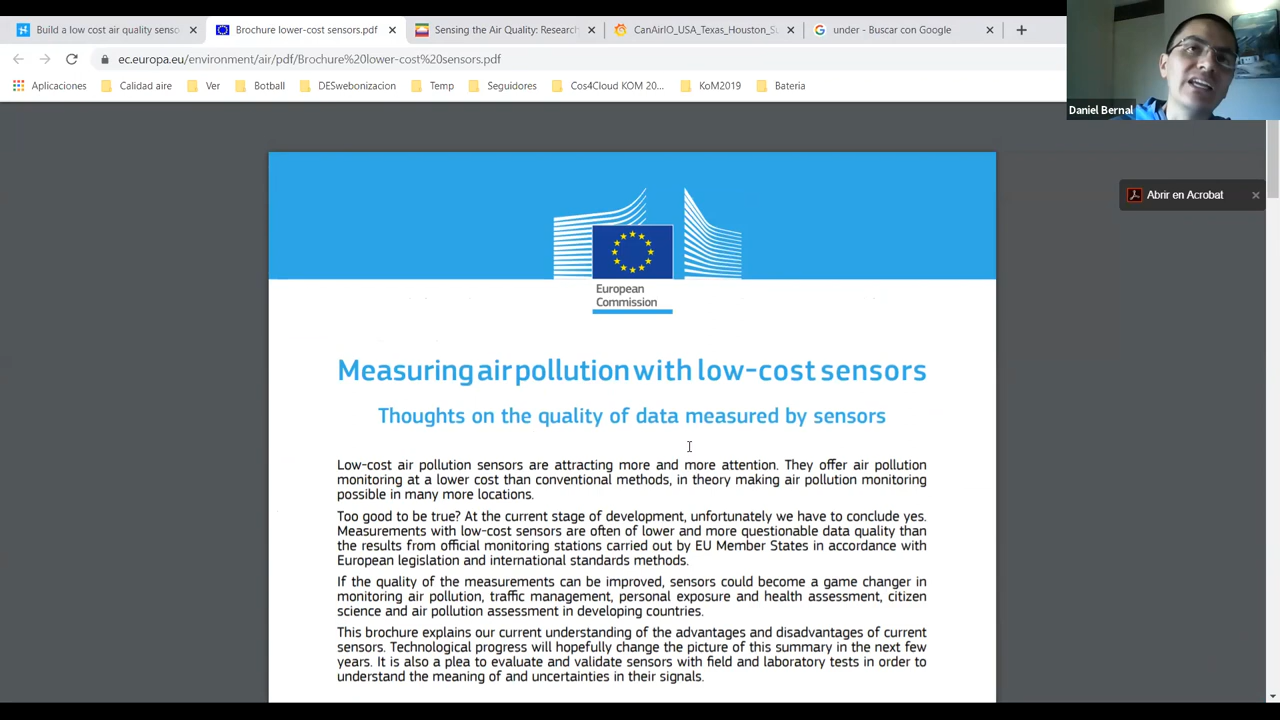 Build a low cost air quality senso
Brochure lower-cost sensors.pdf
Sensing the Air Quality: Research
CanAirIO_USA_Texas_Houston_Su
under - Buscar con Google
ec.europa.eu/environment/air/pdf/Brochure%20lower-cost%20sensors.pdf
Aplicaciones
Calidad aire
Ver
Botball
DESwebonizacion
Temp
Seguidores
Cos4Cloud KOM 20...
KoM2019
Bateria
Daniel Bernal
Abrir en Acrobat
European
Commission
Measuring air pollution with low-cost sensors
Thoughts on the quality of data measured by sensors
Low-cost air pollution sensors are attracting more and more attention. They offer air pollution
monitoring at a lower cost than conventional methods, in theory making air pollution monitoring
possible in many more locations.
Too good to be true? At the current stage of development, unfortunately we have to conclude yes.
Measurements with low-cost sensors are often of lower and more questionable data quality than
the results from official monitoring stations carried out by EU Member States in accordance with
European legislation and international standards methods.
If the quality of the measurements can be improved, sensors could become a game changer in
monitoring air pollution, traffic management, personal exposure and health assessment, citizen
science and air pollution assessment in developing countries.
This brochure explains our current understanding of the advantages and disadvantages of current
sensors. Technological progress will hopefully change the picture of this summary in the next few
years. It is also a plea to evaluate and validate sensors with field and laboratory tests in order to
understand the meaning of and uncertainties in their signals.